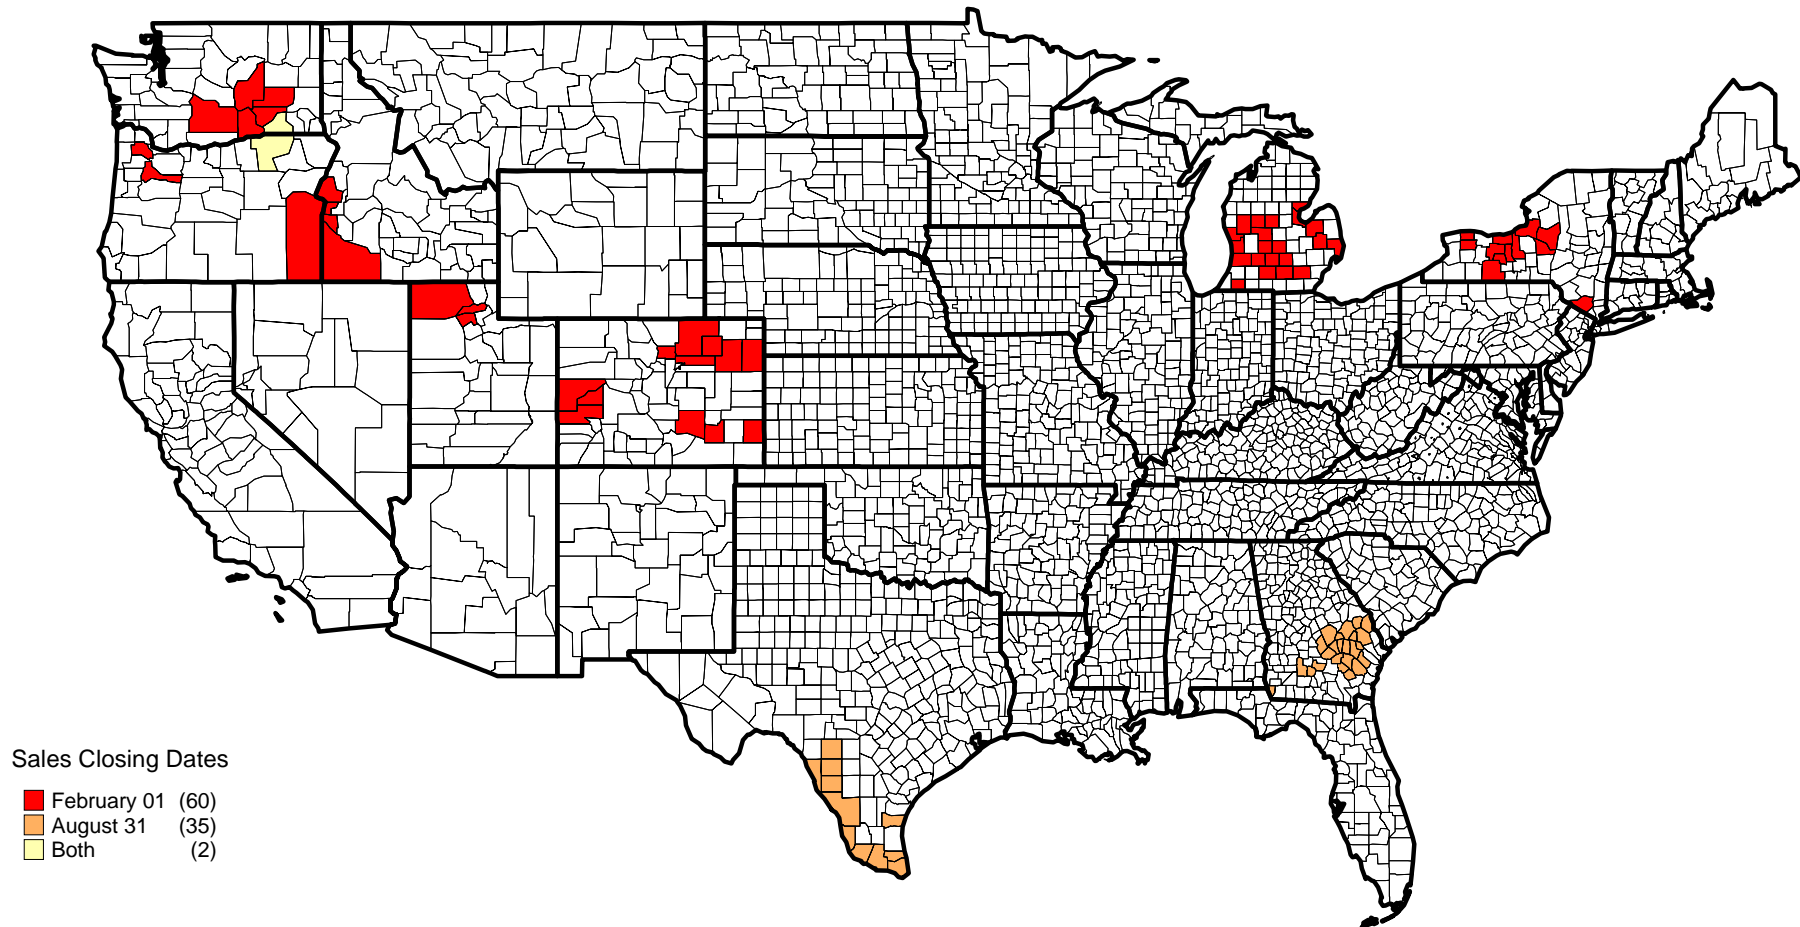 Sales Closing Dates
February 01 (60)
August 31 (35)
Both (2)